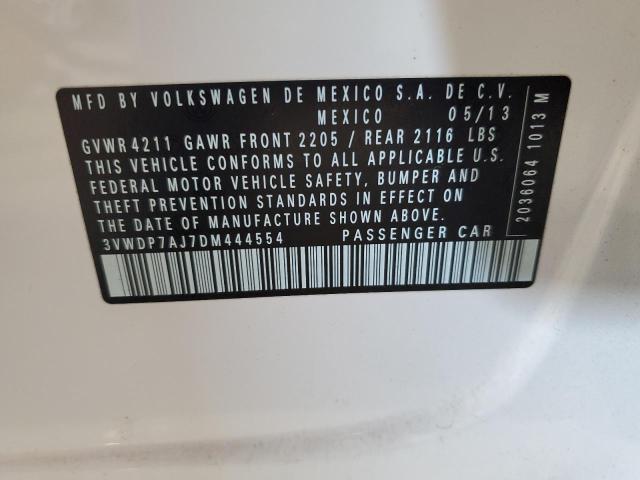 MFD BY VOLKSWAGEN DE MEXICO S.A. DE C.V.
MEXICO 05/13
GVWR 4211 GAWR FRONT 2205 / REAR 2116 LBS
THIS VEHICLE CONFORMS TO ALL APPLICABLE U.S.
FEDERAL MOTOR VEHICLE SAFETY, BUMPER AND
THEFT PREVENTION STANDARDS IN EFFECT ON
THE DATE OF MANUFACTURE SHOWN ABOVE.
3VWDP7AJ7DM444554 PASSENGER CAR
2036064 1013 M